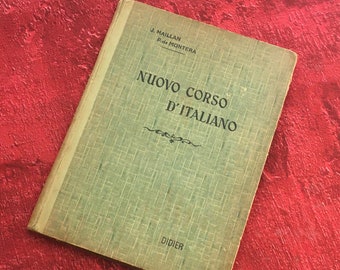 J. MAILLAN
P. de MONTERA
NUOVO CORSO
D'ITALIANO
DIDIER